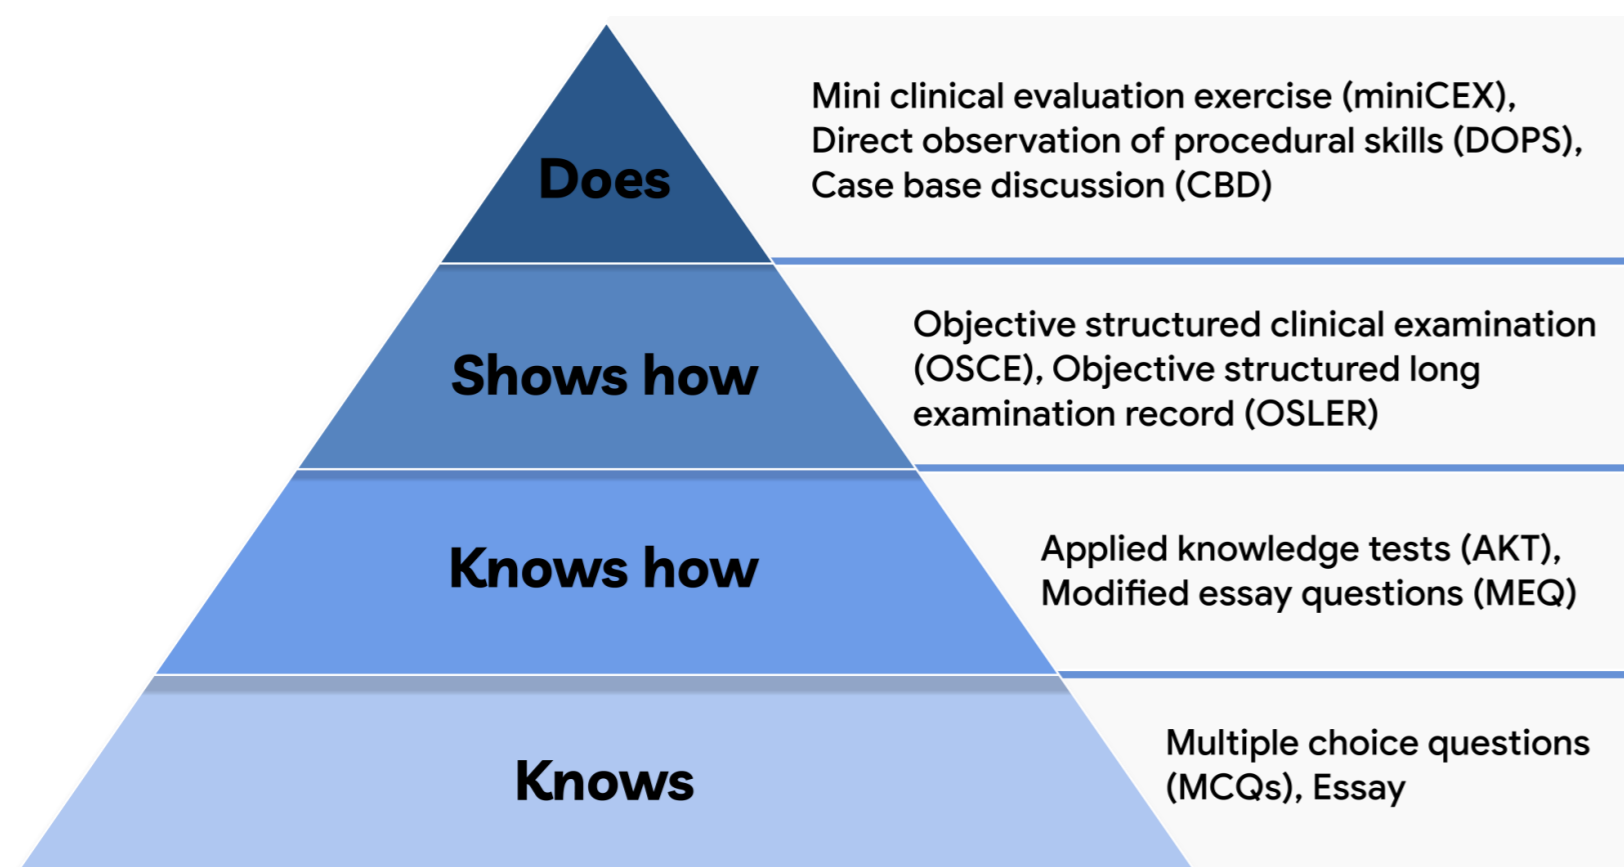 Does
Mini clinical evaluation exercise (miniCEX),
Direct observation of procedural skills (DOPS),
Case base discussion (CBD)
Shows how
Objective structured clinical examination
(OSCE), Objective structured long
examination record (OSLER)
Knows how
Applied knowledge tests (AKT),
Modified essay questions (MEQ)
Knows
Multiple choice questions
(MCQs), Essay